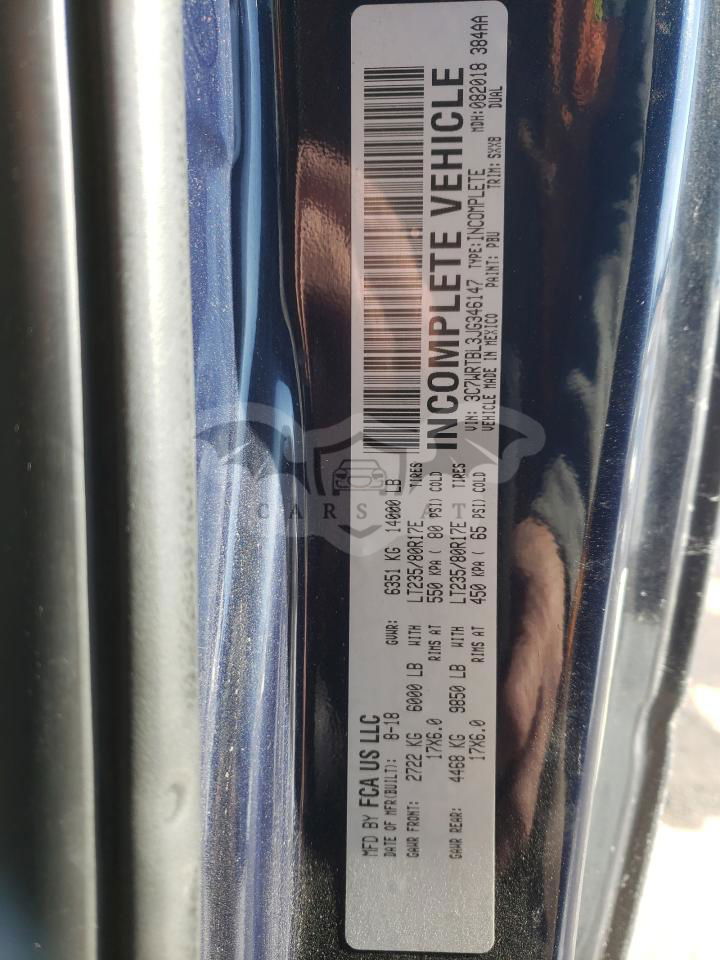 MFD BY FCA US LLC
DATE OF MFR(BUILT): 8-18 GVWR: 6351 KG 14000 LB
GAWR FRONT: 2722 KG 6000 LB WITH LT235/80R17E TIRES
17X6.0 RIMS AT 550 KPA ( 80 PSI) COLD
GAWR REAR: 4468 KG 9850 LB WITH LT235/80R17E TIRES
17X6.0 RIMS AT 450 KPA ( 65 PSI) COLD
INCOMPLETE VEHICLE
MDH:082018 384AA
VIN: 3C7WRTBL3JG346147 TYPE:INCOMPLETE DUAL
VEHICLE MADE IN MEXICO PAINT: PBU TRIM: SXX8
CARSAT